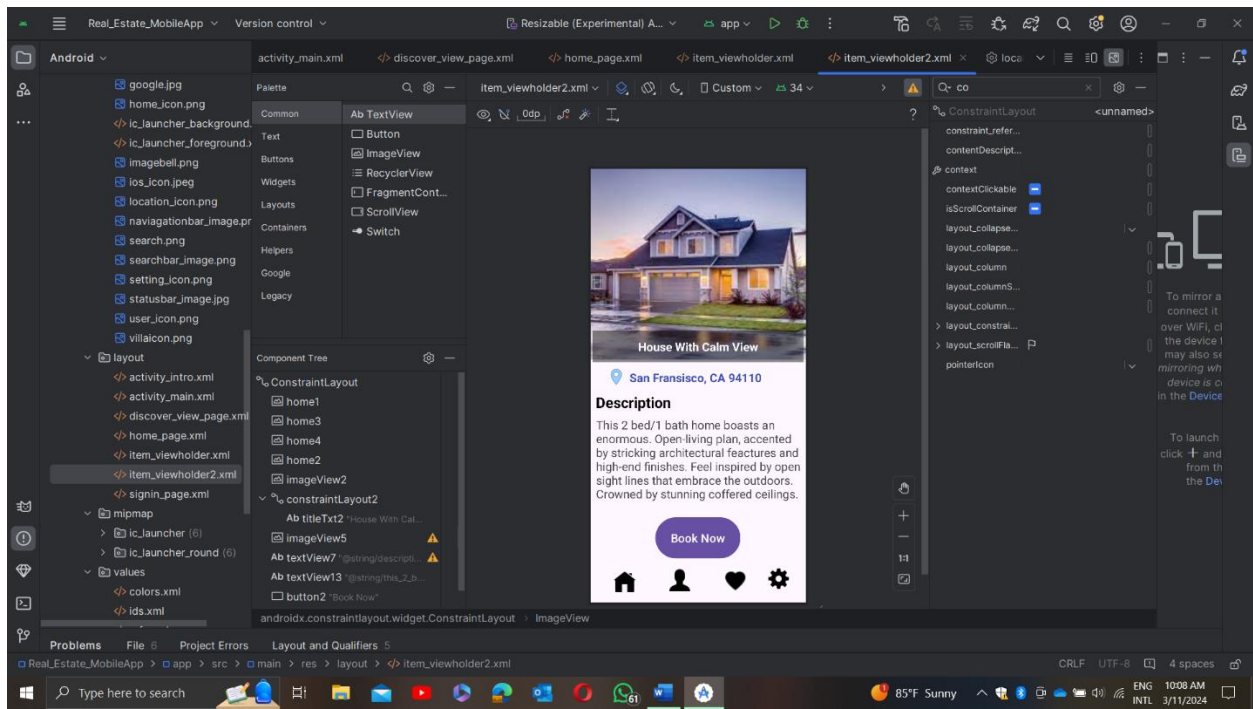 Real_Estate_MobileApp
Version control
Resizable (Experimental) A...
app
Android
activity_main.xml
discover_view_page.xml
home_page.xml
item_viewholder.xml
item_viewholder2.xml
loca
google.jpg
home_icon.png
ic_launcher_background.
ic_launcher_foreground.x
imagebell.png
ios_icon.jpeg
location_icon.png
naviagationbar_image.pr
search.png
searchbar_image.png
setting_icon.png
statusbar_image.jpg
user_icon.png
villaicon.png
layout
activity_intro.xml
activity_main.xml
discover_view_page.xml
home_page.xml
item_viewholder.xml
item_viewholder2.xml
signin_page.xml
mipmap
ic_launcher (6)
ic_launcher_round (6)
values
colors.xml
ids.xml
Palette
Common
Text
Buttons
Widgets
Layouts
Containers
Helpers
Google
Legacy
Ab TextView
Button
ImageView
RecyclerView
FragmentCont...
ScrollView
Switch
Component Tree
ConstraintLayout
home1
home3
home4
home2
imageView2
constraintLayout2
Ab titleTxt2 "House With Cal...
imageView5
Ab textView7 "@string/descripti...
Ab textView13 "@string/this_2_b...
button2 "Book Now"
item_viewholder2.xml
Custom
34
0dp
?
House With Calm View
San Fransisco, CA 94110
Description
This 2 bed/1 bath home boasts an
enormous. Open-living plan, accented
by stricking architectural feactures and
high-end finishes. Feel inspired by open
sight lines that embrace the outdoors.
Crowned by stunning coffered ceilings.
Book Now
1:1
co
ConstraintLayout
<unnamed>
constraint_refer...
contentDescript...
context
contextClickable
isScrollContainer
layout_collapse...
layout_collapse...
layout_column
layout_columnS...
layout_column...
layout_constrai...
layout_scrollFla...
pointerIcon
To mirror a
connect it
over WiFi, cl
the device
may also se
mirroring wh
device is c
in the Device
To launch
click + and
from th
the Dev
androidx.constraintlayout.widget.ConstraintLayout > ImageView
Problems
File 6
Project Errors
Layout and Qualifiers 5
Real_Estate_MobileApp > app > src > main > res > layout > item_viewholder2.xml
CRLF
UTF-8
4 spaces
Type here to search
61
85°F Sunny
ENG
INTL
10:08 AM
3/11/2024